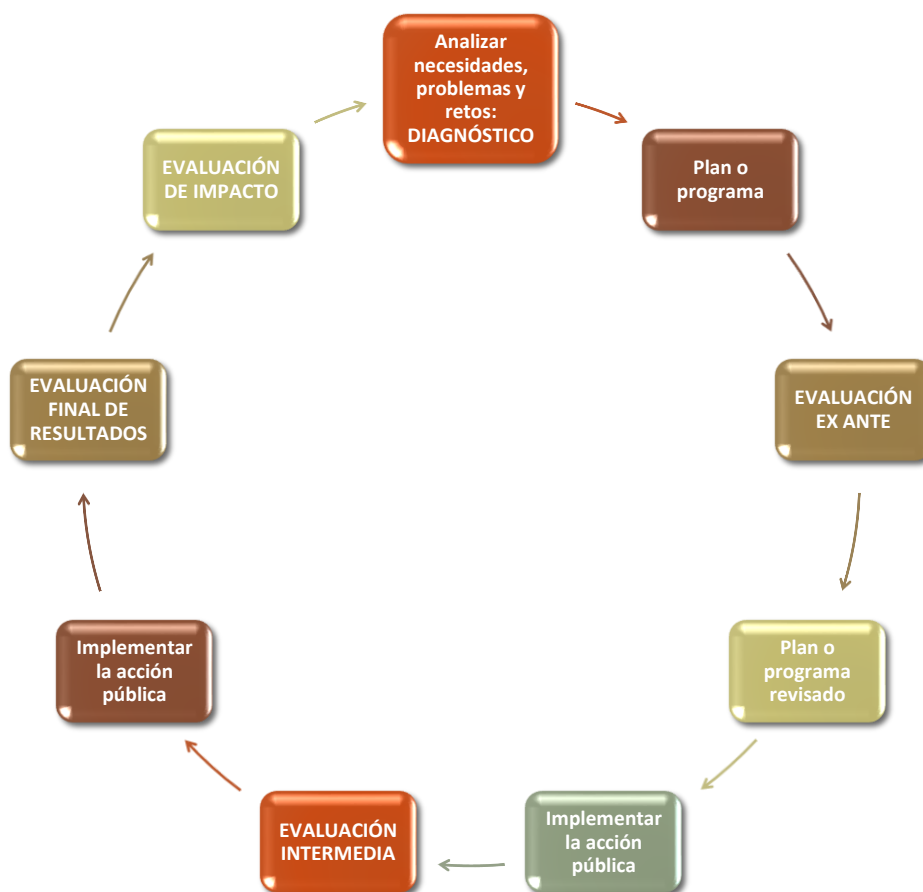 Analizar
necesidades,
problemas y
retos:
DIAGNÓSTICO
Plan o
programa
EVALUACIÓN
EX ANTE
Plan o
programa
revisado
Implementar
la acción
pública
EVALUACIÓN
INTERMEDIA
Implementar
la acción
pública
EVALUACIÓN
FINAL DE
RESULTADOS
EVALUACIÓN
DE IMPACTO